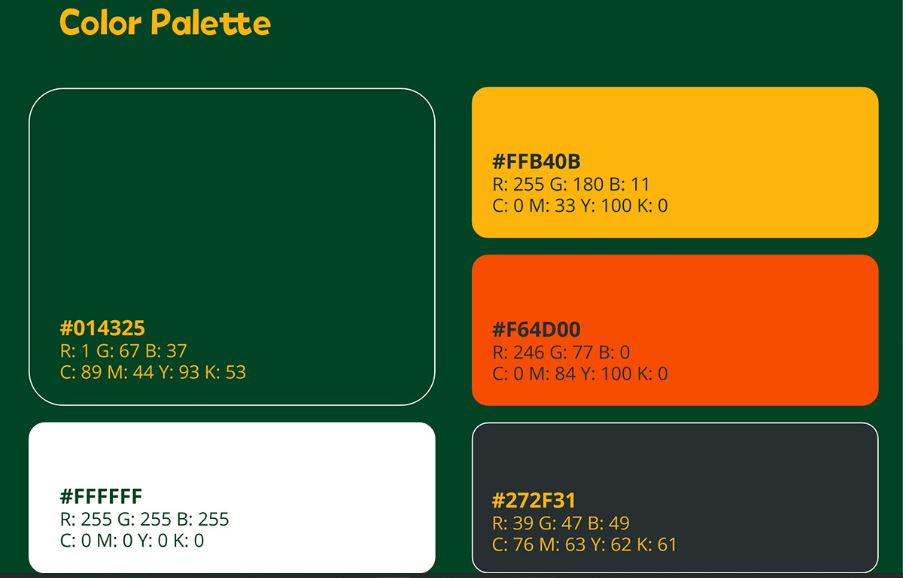 Color Palette
#014325
R: 1 G: 67 B: 37
C: 89 M: 44 Y: 93 K: 53
#FFB40B
R: 255 G: 180 B: 11
C: 0 M: 33 Y: 100 K: 0
#F64D00
R: 246 G: 77 B: 0
C: 0 M: 84 Y: 100 K: 0
#FFFFFF
R: 255 G: 255 B: 255
C: 0 M: 0 Y: 0 K: 0
#272F31
R: 39 G: 47 B: 49
C: 76 M: 63 Y: 62 K: 61